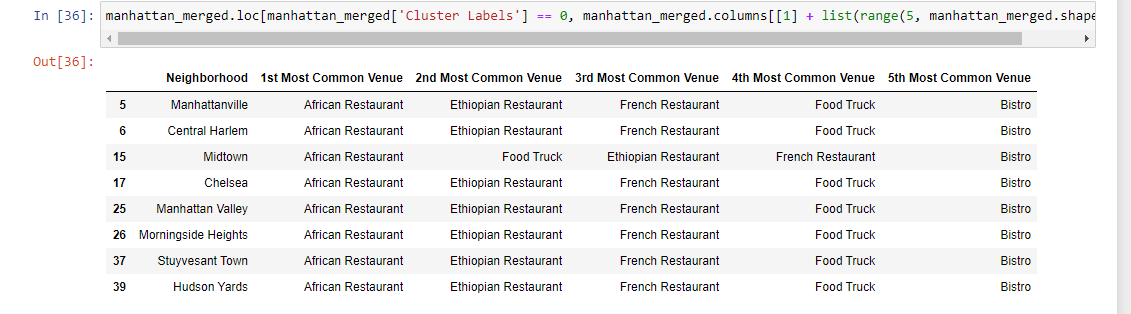 In [36]: manhattan_merged.loc[manhattan_merged['Cluster Labels'] == 0, manhattan_merged.columns[[1] + list(range(5, manhattan_merged.shape
Out[36]:
Neighborhood 1st Most Common Venue 2nd Most Common Venue 3rd Most Common Venue 4th Most Common Venue 5th Most Common Venue
5 Manhattanville African Restaurant Ethiopian Restaurant French Restaurant Food Truck Bistro
6 Central Harlem African Restaurant Ethiopian Restaurant French Restaurant Food Truck Bistro
15 Midtown African Restaurant Food Truck Ethiopian Restaurant French Restaurant Bistro
17 Chelsea African Restaurant Ethiopian Restaurant French Restaurant Food Truck Bistro
25 Manhattan Valley African Restaurant Ethiopian Restaurant French Restaurant Food Truck Bistro
26 Morningside Heights African Restaurant Ethiopian Restaurant French Restaurant Food Truck Bistro
37 Stuyvesant Town African Restaurant Ethiopian Restaurant French Restaurant Food Truck Bistro
39 Hudson Yards African Restaurant Ethiopian Restaurant French Restaurant Food Truck Bistro